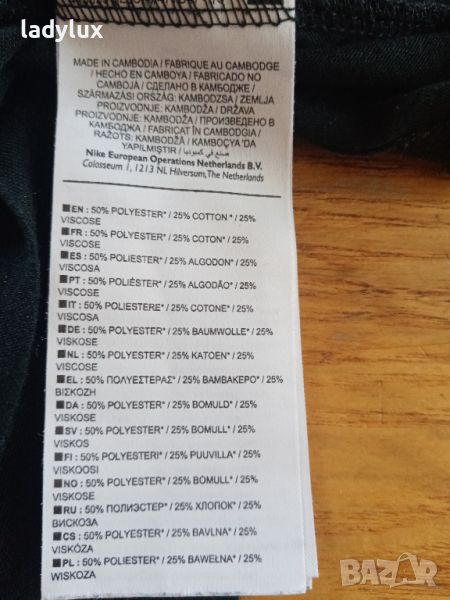 ladylux
MADE IN CAMBODIA / FABRIQUE AU CAMBODGE
/ HECHO EN CAMBOYA / FABRICADO NO
CAMBOJA / СДЕЛАНО В КАМБОДЖЕ /
SZÁRMAZÁSI ORSZÁG: KAMBODZSA / ZEMLJA
PROIZVODNJE: KAMBODŽA / DRŽAVA
PROIZVODNJE: KAMBODŽA / ПРОИЗВЕДЕНО В
КАМБОДЖА / FABRICAT ÎN CAMBODGIA /
RAŽOTS: KAMBODŽĀ / KAMBOÇYA 'DA
YAPILMIŞTIR / صنع في كمبوديا
Nike European Operations Netherlands B.V.
Colosseum 1, 1213 NL Hilversum, The Netherlands
EN : 50% POLYESTER* / 25% COTTON* / 25%
VISCOSE
FR : 50% POLYESTER* / 25% COTON* / 25%
VISCOSE
ES : 50% POLIESTER* / 25% ALGODON* / 25%
VISCOSA
PT : 50% POLIÉSTER* / 25% ALGODÃO* / 25%
VISCOSE
IT : 50% POLIESTERE* / 25% COTONE* / 25%
VISCOSA
DE : 50% POLYESTER* / 25% BAUMWOLLE* / 25%
VISKOSE
NL : 50% POLYESTER* / 25% KATOEN* / 25%
VISCOSE
EL : 50% ΠΟΛΥΕΣΤΕΡΑΣ* / 25% ΒΑΜΒΑΚΕΡΟ* / 25%
ΒΙΣΚΟΖΗ
DA : 50% POLYESTER* / 25% BOMULD* / 25%
VISKOSE
SV : 50% POLYESTER* / 25% BOMULL* / 25%
VISKOS
FI : 50% POLYESTERI* / 25% PUUVILLA* / 25%
VISKOOSI
NO : 50% POLYESTER* / 25% BOMULL* / 25%
VISKOSE
RU : 50% ПОЛИЭСТЕР* / 25% ХЛОПОК* / 25%
ВИСКОЗА
CS : 50% POLYESTER* / 25% BAVLNA* / 25%
VISKÓZA
PL : 50% POLIESTER* / 25% BAWEŁNA* / 25%
WISKOZA
BAZAR